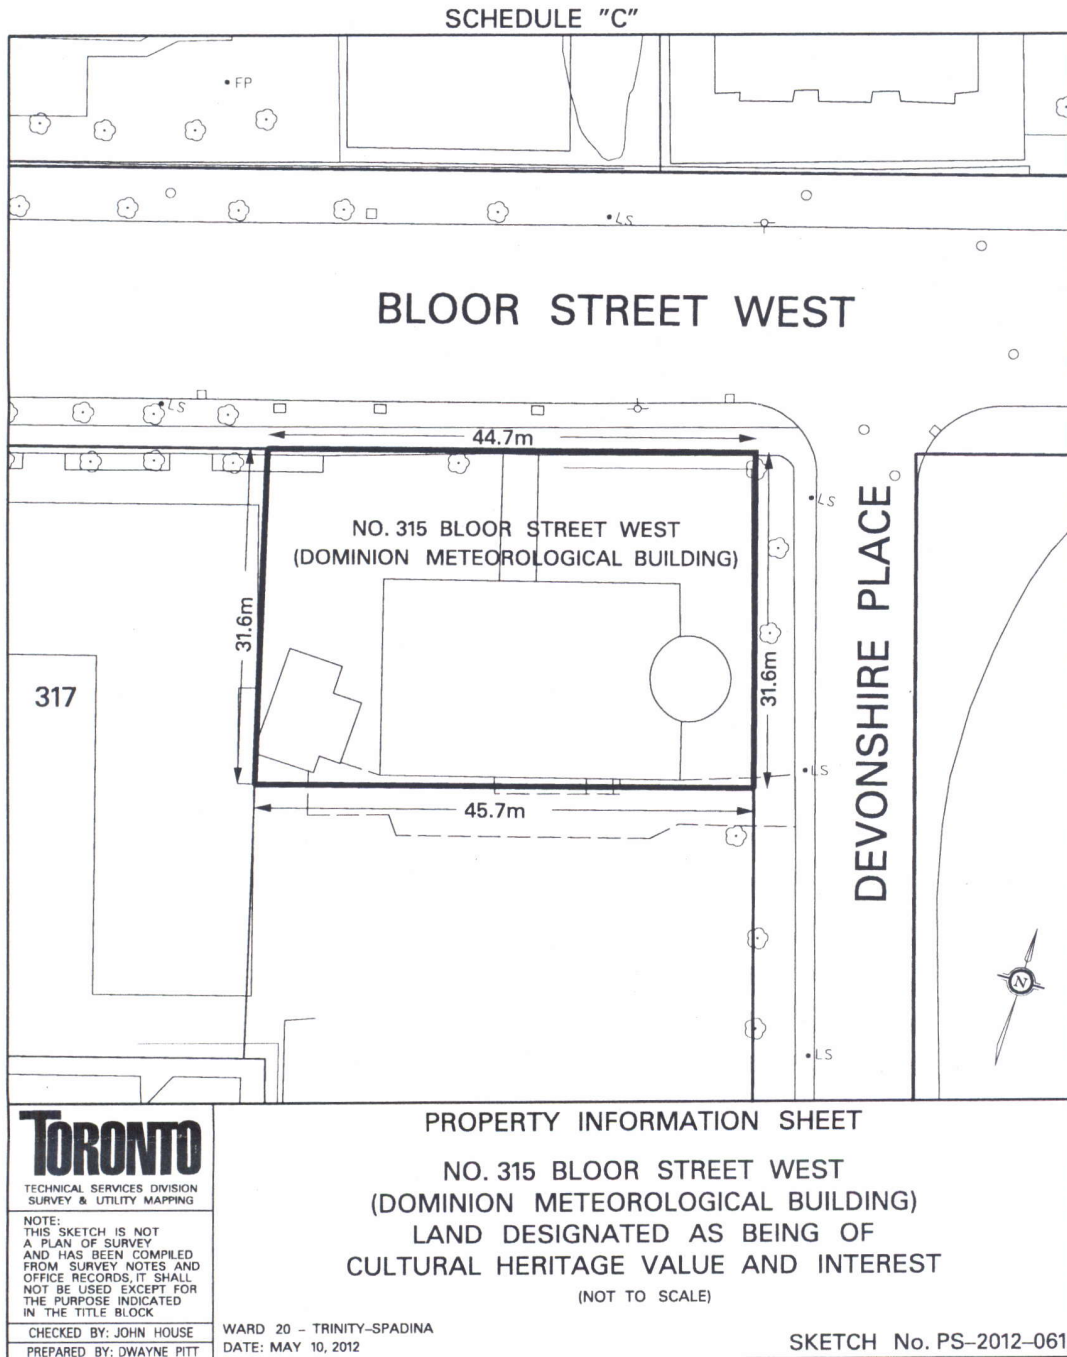 SCHEDULE "C"
FP
LS
BLOOR STREET WEST
LS
44.7m
LS
NO. 315 BLOOR STREET WEST
(DOMINION METEOROLOGICAL BUILDING)
31.6m
31.6m
DEVONSHIRE PLACE
317
LS
45.7m
N
LS
TORONTO
TECHNICAL SERVICES DIVISION
SURVEY & UTILITY MAPPING
NOTE:
THIS SKETCH IS NOT
A PLAN OF SURVEY
AND HAS BEEN COMPILED
FROM SURVEY NOTES AND
OFFICE RECORDS, IT SHALL
NOT BE USED EXCEPT FOR
THE PURPOSE INDICATED
IN THE TITLE BLOCK
CHECKED BY: JOHN HOUSE
PREPARED BY: DWAYNE PITT
PROPERTY INFORMATION SHEET
NO. 315 BLOOR STREET WEST
(DOMINION METEOROLOGICAL BUILDING)
LAND DESIGNATED AS BEING OF
CULTURAL HERITAGE VALUE AND INTEREST
(NOT TO SCALE)
WARD 20 - TRINITY-SPADINA
DATE: MAY 10, 2012
SKETCH No. PS-2012-061